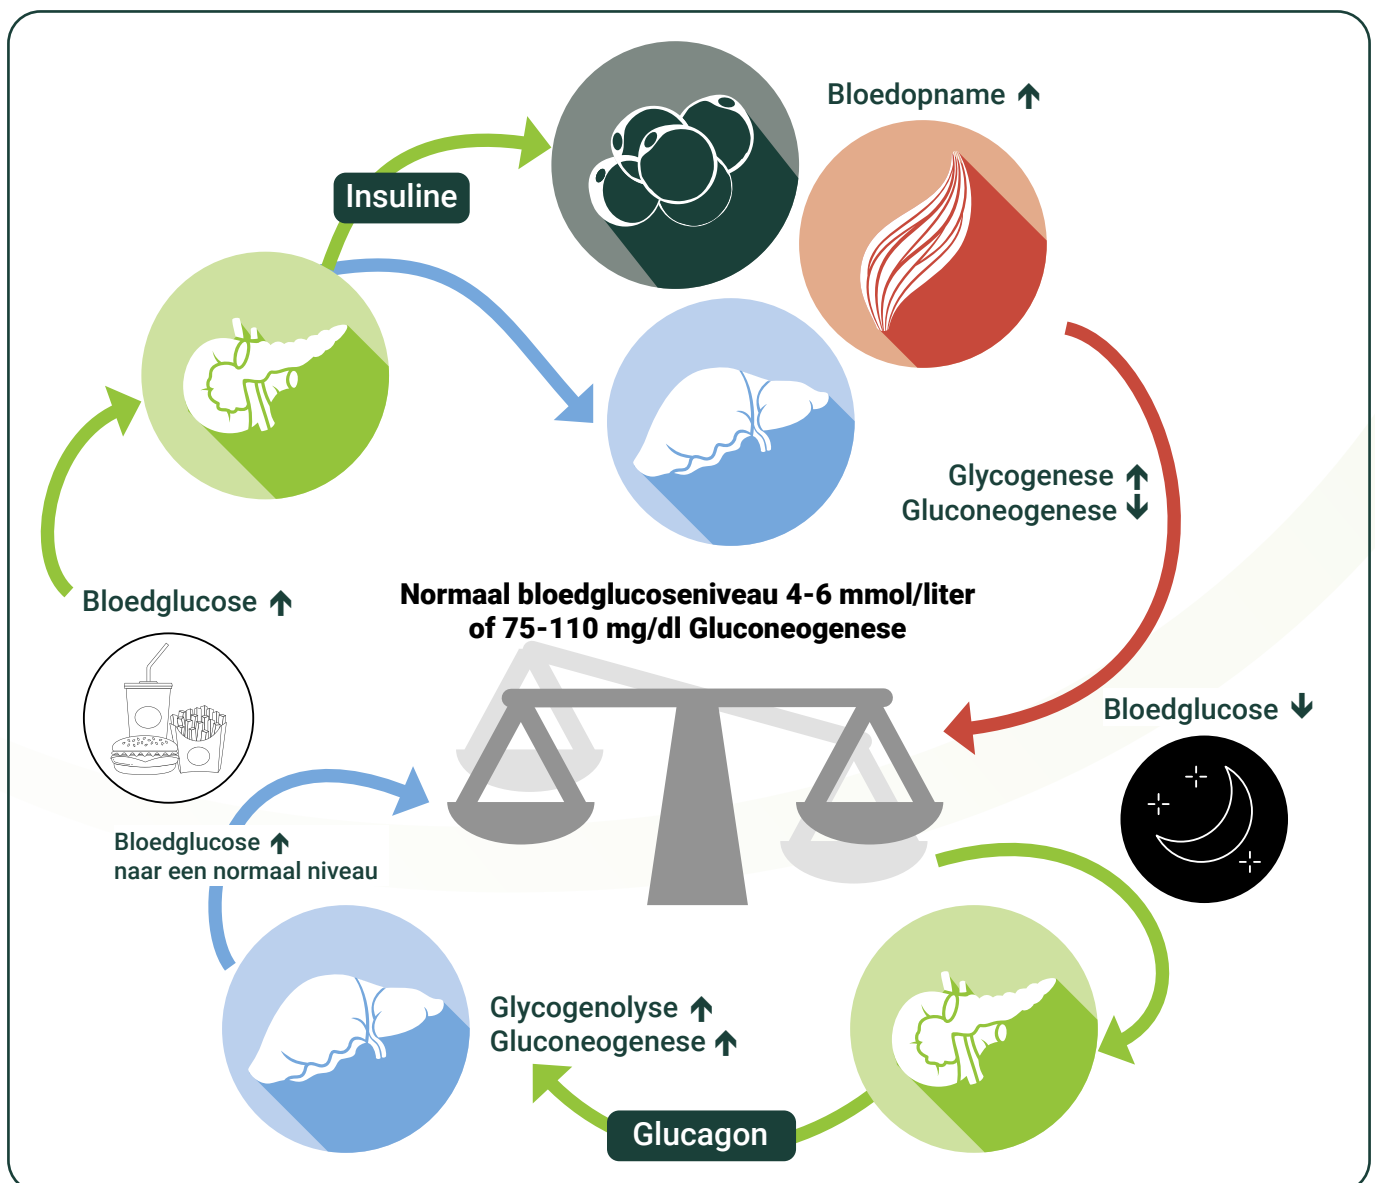 Bloedopname ↑
Insuline
Glycogenese ↑
Gluconeogenese ↓
Bloedglucose ↑
Normaal bloedglucoseniveau 4-6 mmol/liter
of 75-110 mg/dl Gluconeogenese
Bloedglucose ↓
Bloedglucose ↑
naar een normaal niveau
Glycogenolyse ↑
Gluconeogenese ↑
Glucagon